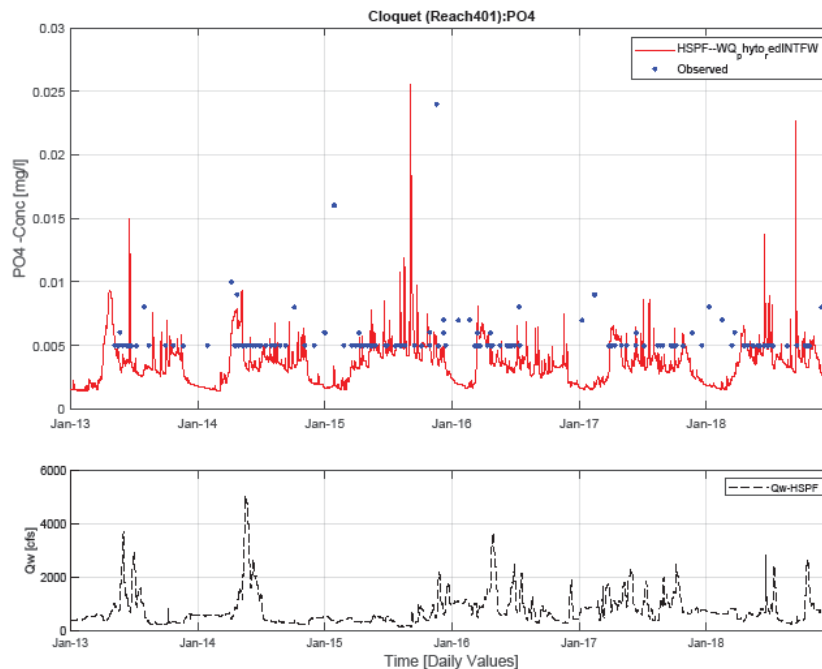 Cloquet (Reach401):PO4
0.03
0.025
0.02
0.015
0.01
0.005
0
PO4 -Conc [mg/l]
HSPF--WQphytoredINTFW
Observed
Jan-13 Jan-14 Jan-15 Jan-16 Jan-17 Jan-18
6000
4000
2000
0
Qw [cfs]
Qw-HSPF
Jan-13 Jan-14 Jan-15 Jan-16 Jan-17 Jan-18
Time [Daily Values]